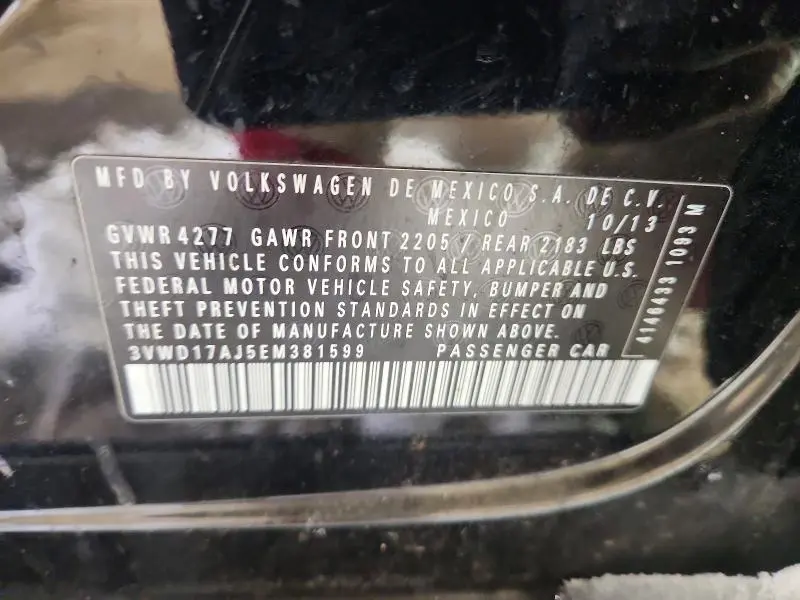 MFD BY VOLKSWAGEN DE MEXICO S.A. DE C.V.
MEXICO 10/13
GVWR 4277 GAWR FRONT 2205 / REAR 2183 LBS
THIS VEHICLE CONFORMS TO ALL APPLICABLE U.S.
FEDERAL MOTOR VEHICLE SAFETY, BUMPER AND
THEFT PREVENTION STANDARDS IN EFFECT ON
THE DATE OF MANUFACTURE SHOWN ABOVE.
3VWD17AJ5EM381599 PASSENGER CAR
4146433 1093 M